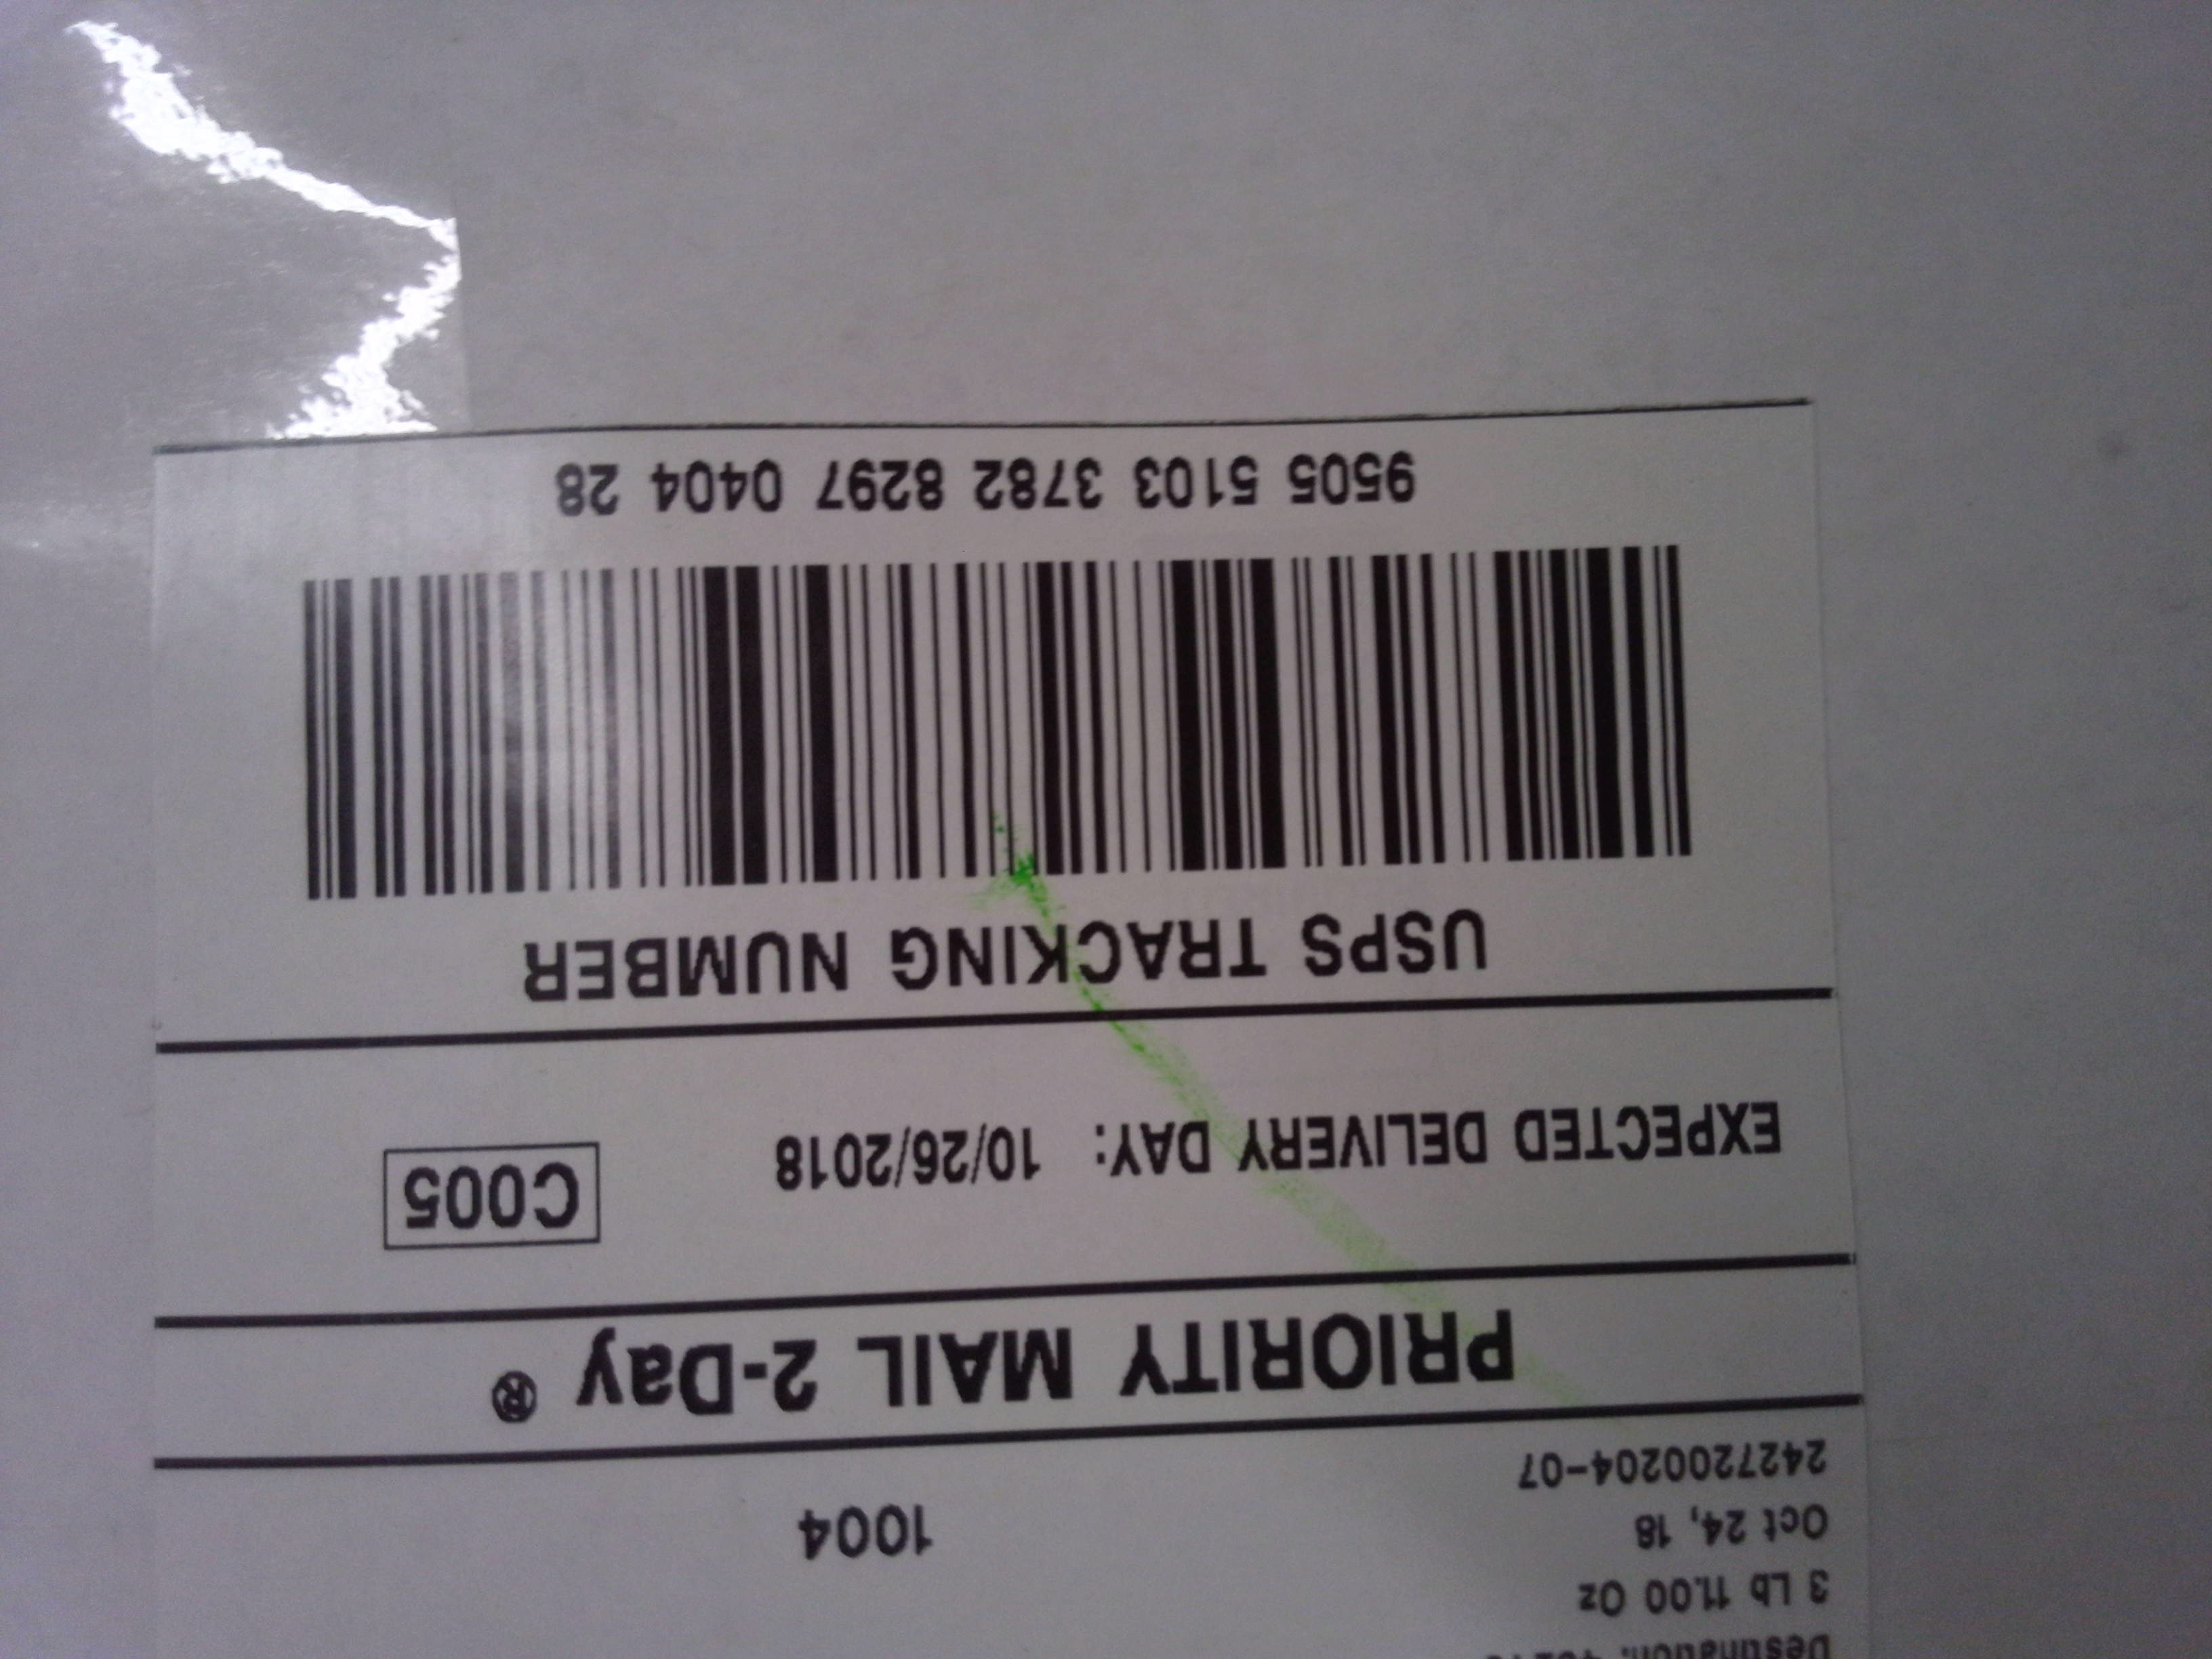 Destination:
3 Lb 11.00 Oz
Oct 24, 18
2427200204-07
1004
PRIORITY MAIL 2-Day ®
EXPECTED DELIVERY DAY: 10/26/2018
C005
USPS TRACKING NUMBER
9505 5103 3782 8297 0404 28